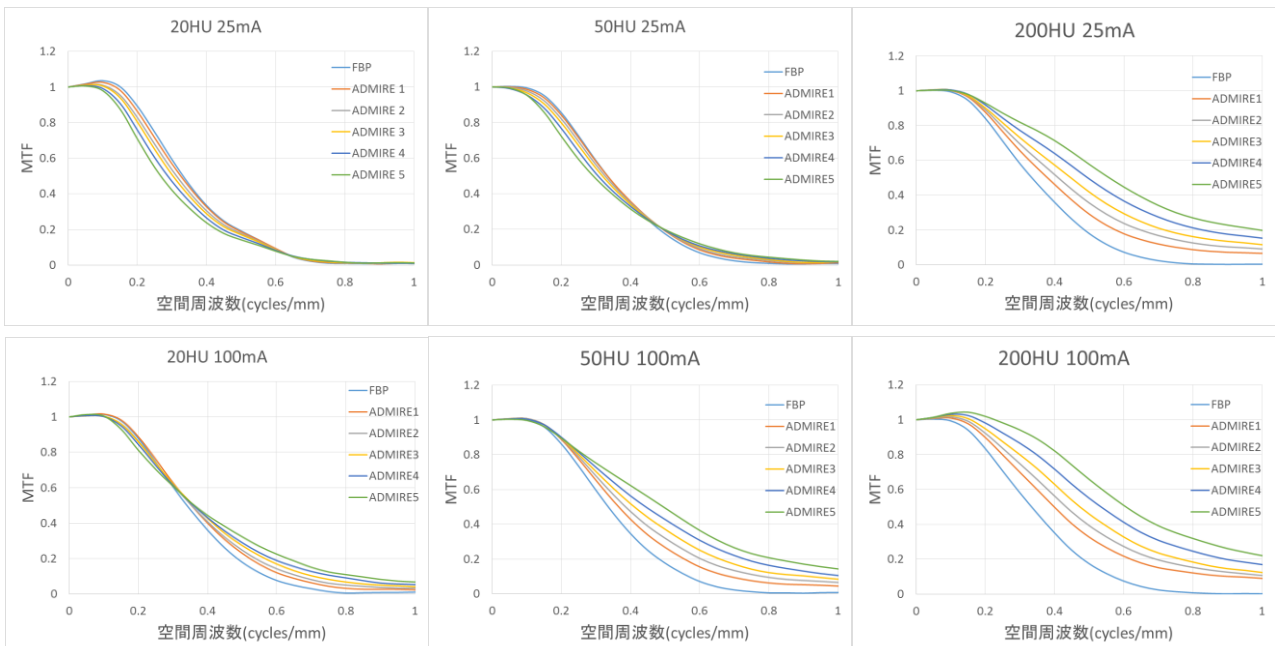 20HU 25mA
1.2
1
0.8
0.6
0.4
0.2
0
MTF
FBP
ADMIRE 1
ADMIRE 2
ADMIRE 3
ADMIRE 4
ADMIRE 5
0 0.2 0.4 0.6 0.8 1
空間周波数(cycles/mm)
50HU 25mA
1.2
1
0.8
0.6
0.4
0.2
0
MTF
FBP
ADMIRE1
ADMIRE2
ADMIRE3
ADMIRE4
ADMIRE5
0 0.2 0.4 0.6 0.8 1
空間周波数(cycles/mm)
200HU 25mA
1.2
1
0.8
0.6
0.4
0.2
0
MTF
FBP
ADMIRE1
ADMIRE2
ADMIRE3
ADMIRE4
ADMIRE5
0 0.2 0.4 0.6 0.8 1
空間周波数(cycles/mm)
20HU 100mA
1.2
1
0.8
0.6
0.4
0.2
0
MTF
FBP
ADMIRE1
ADMIRE2
ADMIRE3
ADMIRE4
ADMIRE5
0 0.2 0.4 0.6 0.8 1
空間周波数(cycles/mm)
50HU 100mA
1.2
1
0.8
0.6
0.4
0.2
0
MTF
FBP
ADMIRE1
ADMIRE2
ADMIRE3
ADMIRE4
ADMIRE5
0 0.2 0.4 0.6 0.8 1
空間周波数(cycles/mm)
200HU 100mA
1.2
1
0.8
0.6
0.4
0.2
0
MTF
FBP
ADMIRE1
ADMIRE2
ADMIRE3
ADMIRE4
ADMIRE5
0 0.2 0.4 0.6 0.8 1
空間周波数(cycles/mm)